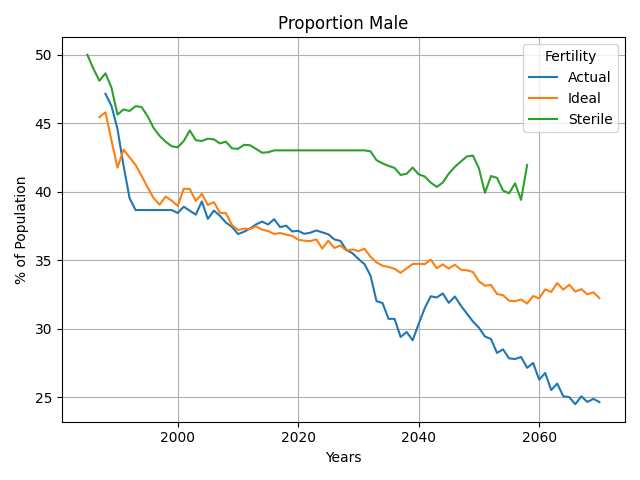 Proportion Male
Fertility
Actual
Ideal
Sterile
% of Population
50
45
40
35
30
25
2000
2020
2040
2060
Years